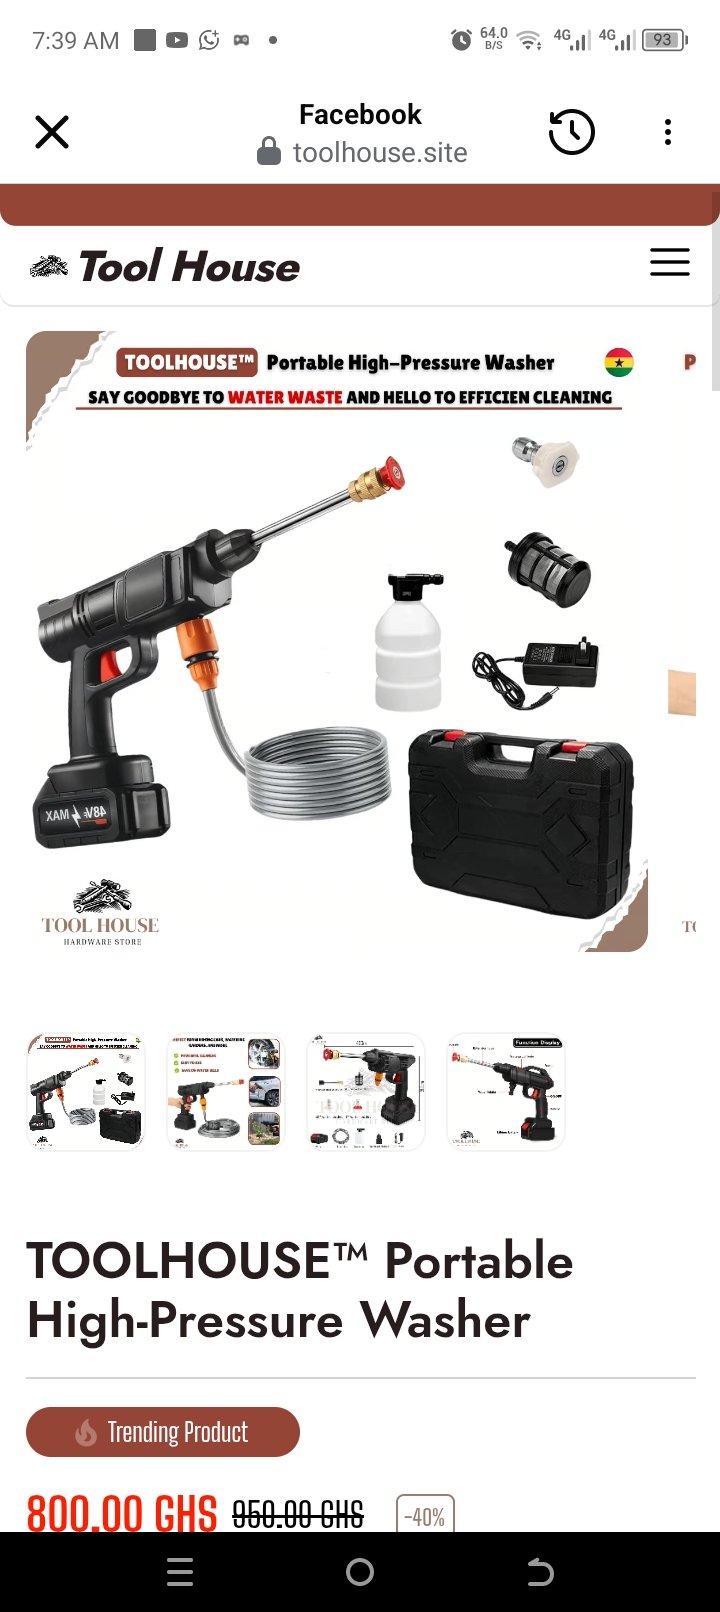 7:39 AM
64.0
B/S
4G
4G
93
Facebook
toolhouse.site
Tool House
TOOLHOUSE™ Portable High-Pressure Washer
P
SAY GOODBYE TO WATER WASTE AND HELLO TO EFFICIEN CLEANING
48V MAX
TOOL HOUSE
HARDWARE STORE
TO
Function Display
TOOLHOUSE™ Portable
High-Pressure Washer
Trending Product
800.00 GHS 950.00 GHS -40%